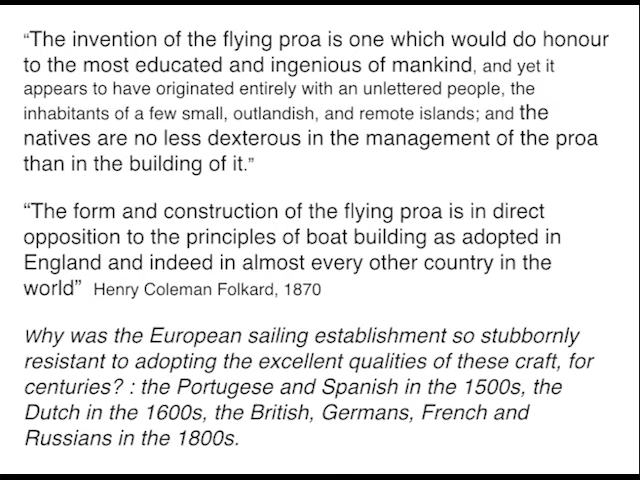 “The invention of the flying proa is one which would do honour
to the most educated and ingenious of mankind, and yet it
appears to have originated entirely with an unlettered people, the
inhabitants of a few small, outlandish, and remote islands; and the
natives are no less dexterous in the management of the proa
than in the building of it.”
“The form and construction of the flying proa is in direct
opposition to the principles of boat building as adopted in
England and indeed in almost every other country in the
world” Henry Coleman Folkard, 1870
Why was the European sailing establishment so stubbornly
resistant to adopting the excellent qualities of these craft, for
centuries? : the Portugese and Spanish in the 1500s, the
Dutch in the 1600s, the British, Germans, French and
Russians in the 1800s.